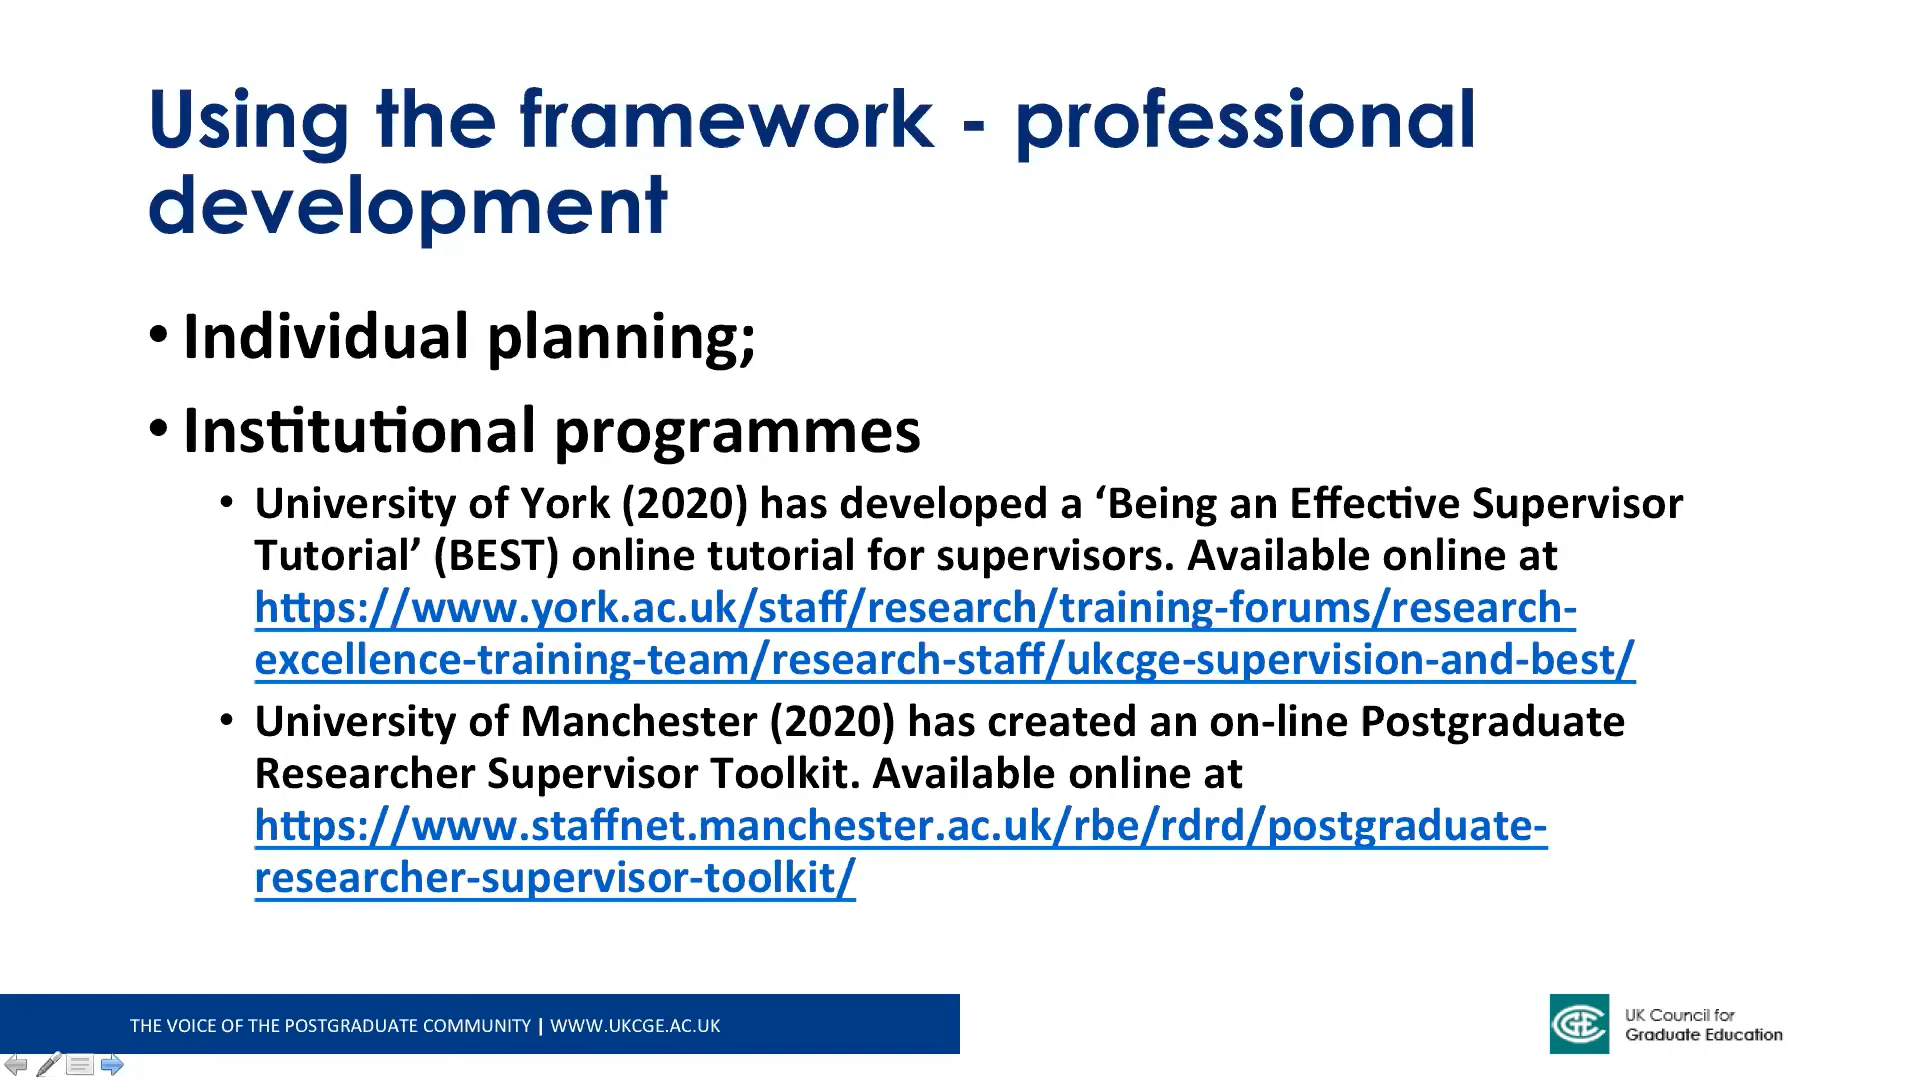 Using the framework - professional
development
• Individual planning;
• Institutional programmes
• University of York (2020) has developed a ‘Being an Effective Supervisor
Tutorial’ (BEST) online tutorial for supervisors. Available online at
https://www.york.ac.uk/staff/research/training-forums/research-
excellence-training-team/research-staff/ukcge-supervision-and-best/
• University of Manchester (2020) has created an on-line Postgraduate
Researcher Supervisor Toolkit. Available online at
https://www.staffnet.manchester.ac.uk/rbe/rdrd/postgraduate-
researcher-supervisor-toolkit/
THE VOICE OF THE POSTGRADUATE COMMUNITY | WWW.UKCGE.AC.UK
CGE
UK Council for
Graduate Education